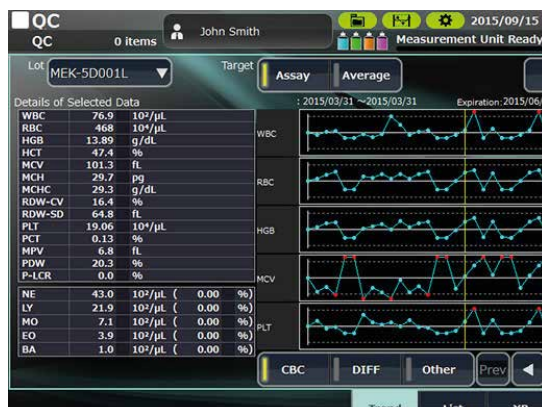 QC
John Smith
2015/09/15
QC 0 items
Measurement Unit Ready
Lot MEK-5D001L
Target Assay Average
Details of Selected Data
: 2015/03/31 ~2015/03/31 Expiration:2015/06/
WBC 76.9 10²/µL
RBC 468 10⁴/µL
HGB 13.89 g/dL
HCT 47.4 %
MCV 101.3 fL
MCH 29.7 pg
MCHC 29.3 g/dL
RDW-CV 16.4 %
RDW-SD 64.8 fL
PLT 19.06 10⁴/µL
PCT 0.13 %
MPV 6.8 fL
PDW 20.3 %
P-LCR 0.0 %
NE 43.0 10²/µL ( 0.00 %)
LY 21.9 10²/µL ( 0.00 %)
MO 7.1 10²/µL ( 0.00 %)
EO 3.9 10²/µL ( 0.00 %)
BA 1.0 10²/µL ( 0.00 %)
WBC
RBC
HGB
MCV
PLT
CBC DIFF Other Prev
Trend List XB